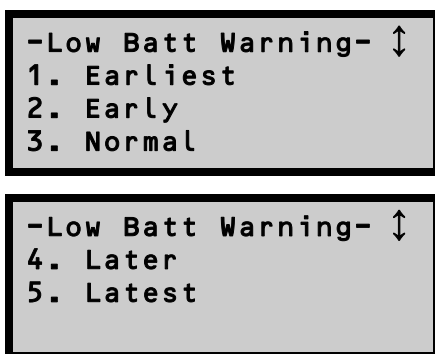 -Low Batt Warning- ↕
1. Earliest
2. Early
3. Normal
-Low Batt Warning- ↕
4. Later
5. Latest